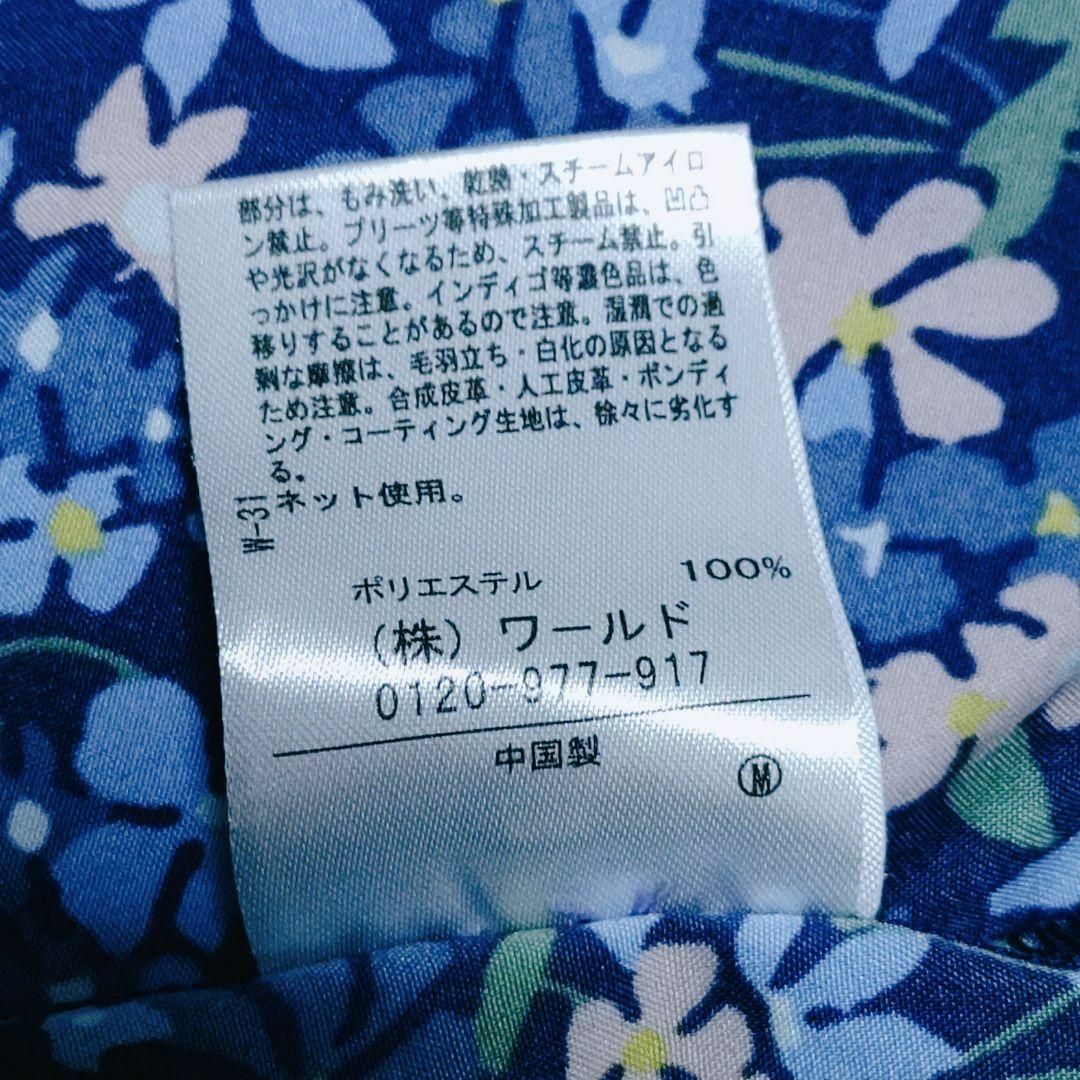 部分は、もみ洗い、乾燥・スチームアイロ
ン禁止。プリーツ等特殊加工製品は、凹凸
や光沢がなくなるため、スチーム禁止。引
っかけに注意。インディゴ等濃色品は、色
移りすることがあるので注意。湿潤での過
剰な摩擦は、毛羽立ち・白化の原因となる
ため注意。合成皮革・人工皮革・ボンディ
ング・コーティング生地は、徐々に劣化す
る。
ネット使用。
W-31
ポリエステル 100%
(株) ワールド
0120-977-917
中国製
M